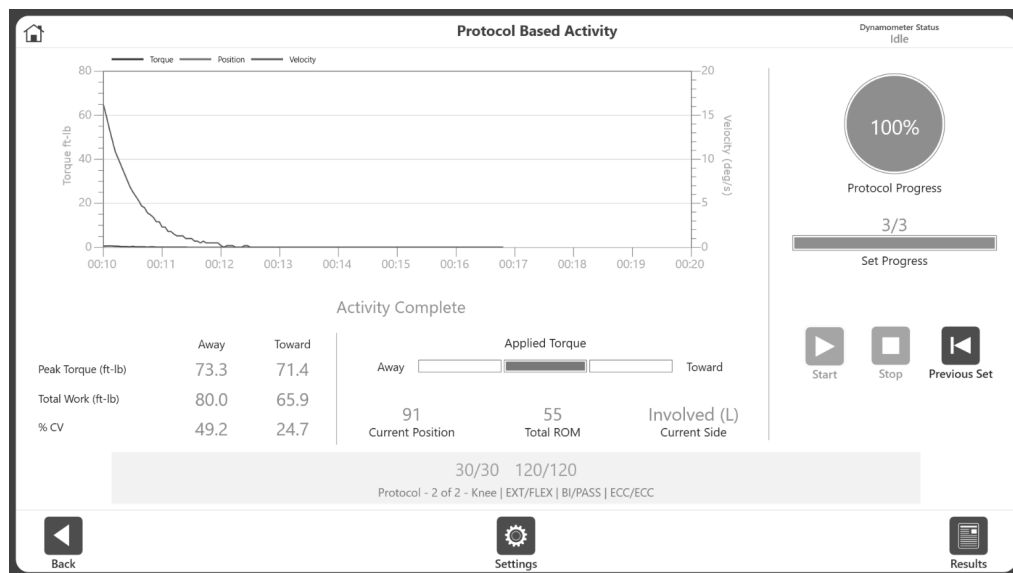 Protocol Based Activity
Dynamometer Status
Idle
Torque Position Velocity
80
60
40
20
0
Torque ft-lb
20
15
10
5
0
Velocity (deg/s)
00:10 00:11 00:12 00:13 00:14 00:15 00:16 00:17 00:18 00:19 00:20
100%
Protocol Progress
3/3
Set Progress
Start Stop Previous Set
Activity Complete
Away Toward
Peak Torque (ft-lb) 73.3 71.4
Total Work (ft-lb) 80.0 65.9
% CV 49.2 24.7
Applied Torque
Away Toward
91 55 Involved (L)
Current Position Total ROM Current Side
30/30 120/120
Protocol - 2 of 2 - Knee | EXT/FLEX | BI/PASS | ECC/ECC
Back Settings Results